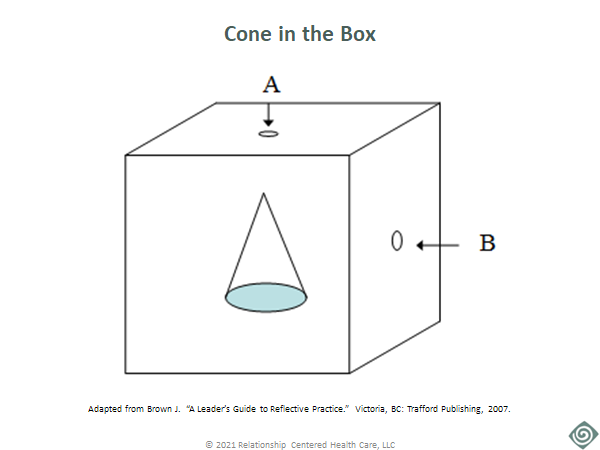 Cone in the Box
A
B
Adapted from Brown J. “A Leader’s Guide to Reflective Practice.” Victoria, BC: Trafford Publishing, 2007.
© 2021 Relationship Centered Health Care, LLC